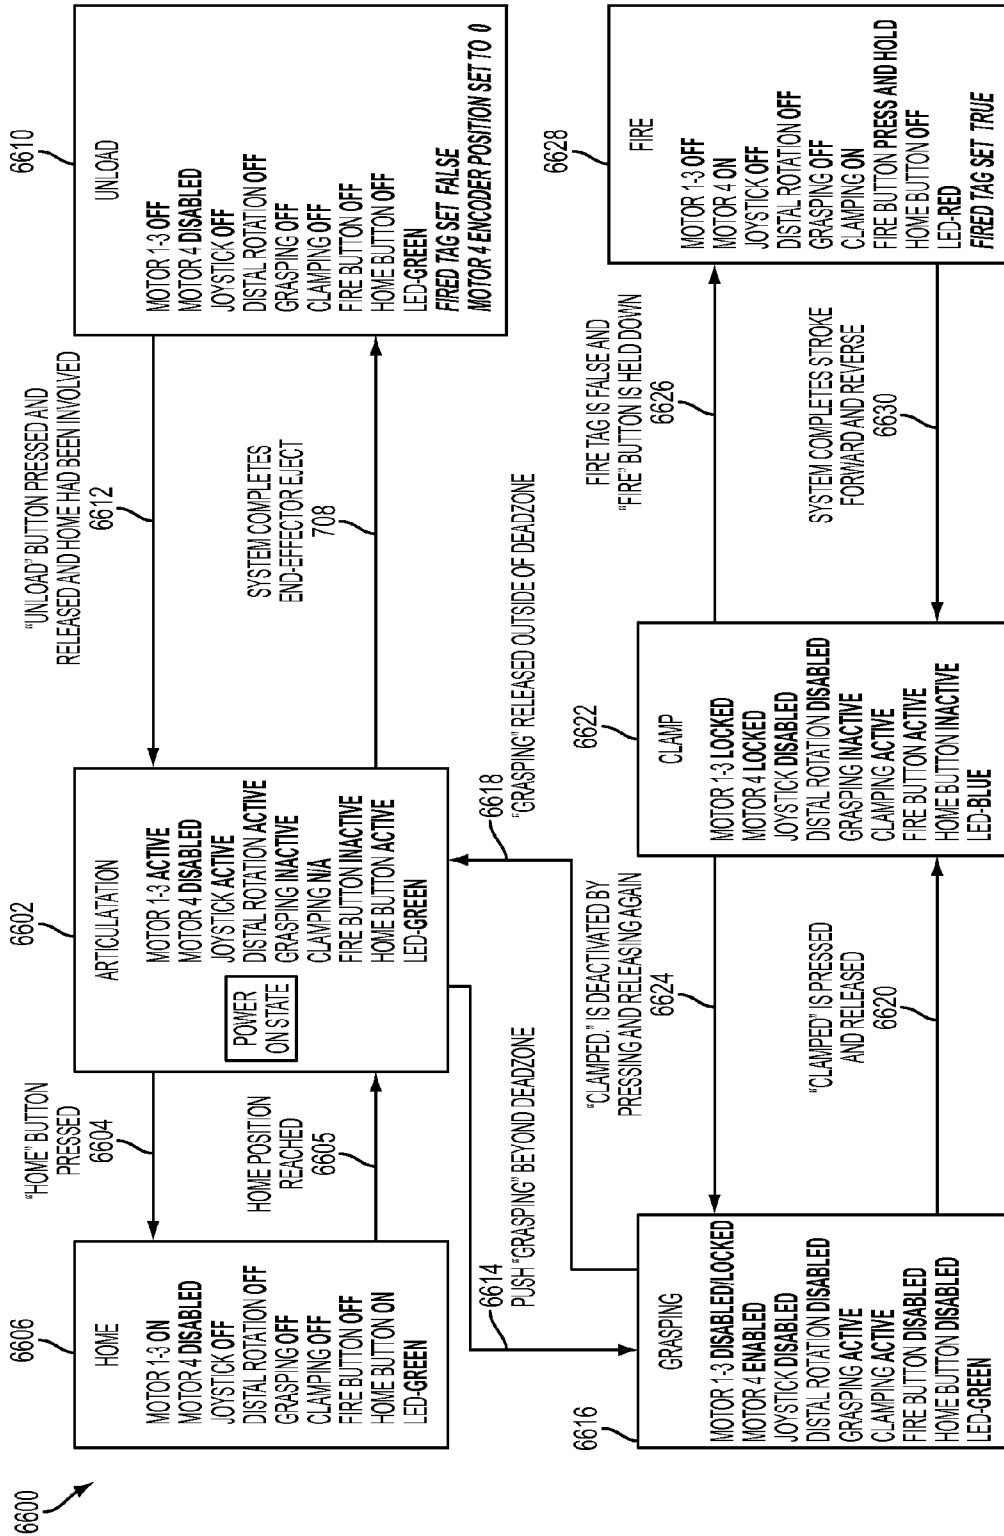 6600
6606
HOME
MOTOR 1-3 ON
MOTOR 4 DISABLED
JOYSTICK OFF
DISTAL ROTATION OFF
GRASPING OFF
CLAMPING OFF
FIRE BUTTON OFF
HOME BUTTON ON
LED-GREEN
"HOME" BUTTON
PRESSED
6604
HOME POSITION
REACHED
6605
6602
ARTICULATATION
POWER
ON STATE
MOTOR 1-3 ACTIVE
MOTOR 4 DISABLED
JOYSTICK ACTIVE
DISTAL ROTATION ACTIVE
GRASPING INACTIVE
CLAMPING N/A
FIRE BUTTON INACTIVE
HOME BUTTON ACTIVE
LED-GREEN
"UNLOAD' BUTTON PRESSED AND
RELEASED AND HOME HAD BEEN INVOLVED
6612
SYSTEM COMPLETES
END-EFFECTOR EJECT
708
6610
UNLOAD
MOTOR 1-3 OFF
MOTOR 4 DISABLED
JOYSTICK OFF
DISTAL ROTATION OFF
GRASPING OFF
CLAMPING OFF
FIRE BUTTON OFF
HOME BUTTON OFF
LED-GREEN
FIRED TAG SET FALSE
MOTOR 4 ENCODER POSITION SET TO 0
6614
PUSH "GRASPING" BEYOND DEADZONE
6618
"GRASPING" RELEASED OUTSIDE OF DEADZONE
6616
GRASPING
MOTOR 1-3 DISABLED/LOCKED
MOTOR 4 ENABLED
JOYSTICK DISABLED
DISTAL ROTATION DISABLED
GRASPING ACTIVE
CLAMPING ACTIVE
FIRE BUTTON DISABLED
HOME BUTTON DISABLED
LED-GREEN
"CLAMPED." IS DEACTIVATED BY
PRESSING AND RELEASING AGAIN
6624
"CLAMPED" IS PRESSED
AND RELEASED
6620
6622
CLAMP
MOTOR 1-3 LOCKED
MOTOR 4 LOCKED
JOYSTICK DISABLED
DISTAL ROTATION DISABLED
GRASPING INACTIVE
CLAMPING ACTIVE
FIRE BUTTON ACTIVE
HOME BUTTON INACTIVE
LED-BLUE
FIRE TAG IS FALSE AND
"FIRE" BUTTON IS HELD DOWN
6626
SYSTEM COMPLETES STROKE
FORWARD AND REVERSE
6630
6628
FIRE
MOTOR 1-3 OFF
MOTOR 4 ON
JOYSTICK OFF
DISTAL ROTATION OFF
GRASPING OFF
CLAMPING ON
FIRE BUTTON PRESS AND HOLD
HOME BUTTON OFF
LED-RED
FIRED TAG SET TRUE